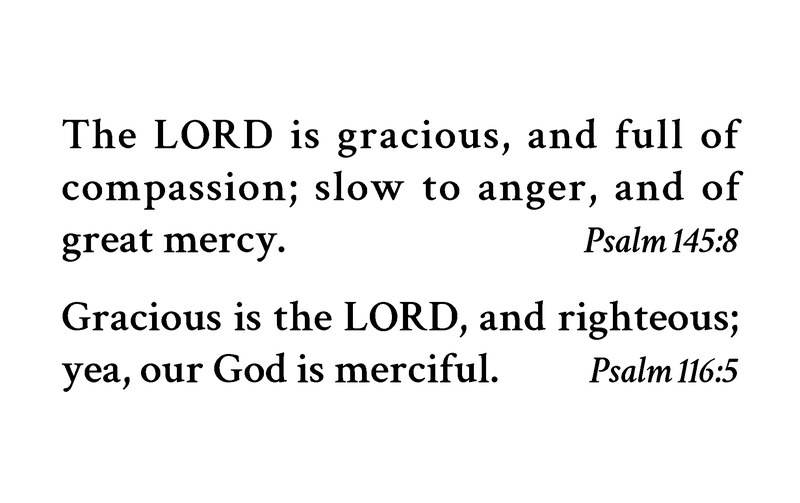 The LORD is gracious, and full of
compassion; slow to anger, and of
great mercy. Psalm 145:8
Gracious is the LORD, and righteous;
yea, our God is merciful. Psalm 116:5